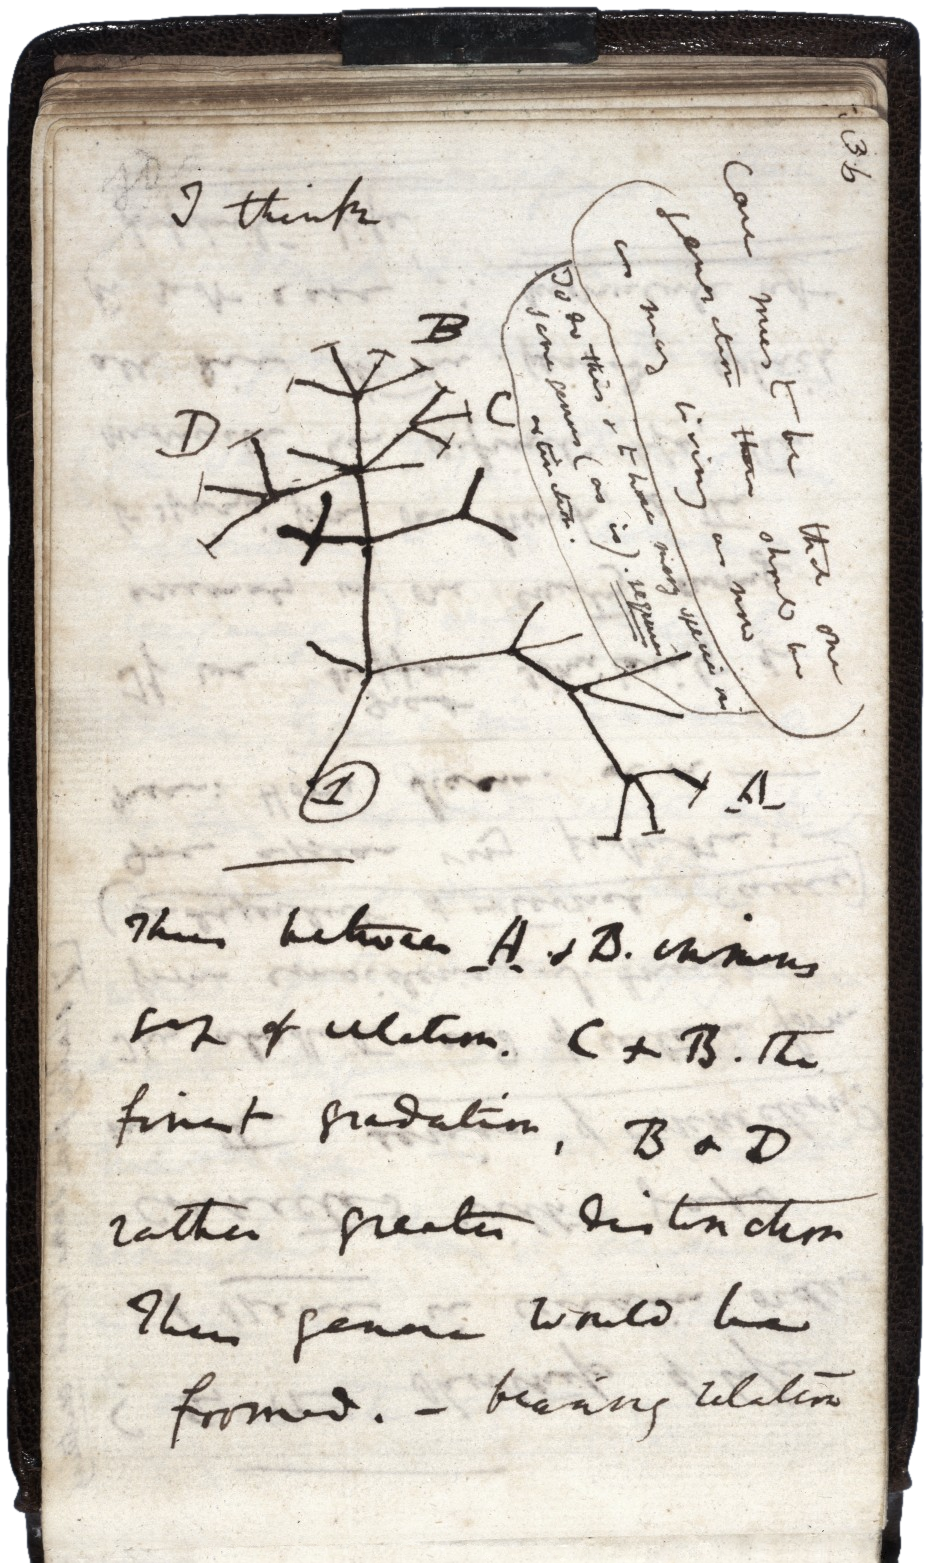 36
I think
Case must be that one
generation then should be
as many living as now
To do this & to have many species in
same genus (as is). requires
extinction.
B
C
D
A
1
Thus between A & B. immens
gap of relation. C & B. the
finest gradation, B & D
rather greater distinction
Thus genera would be
formed. — bearing relation